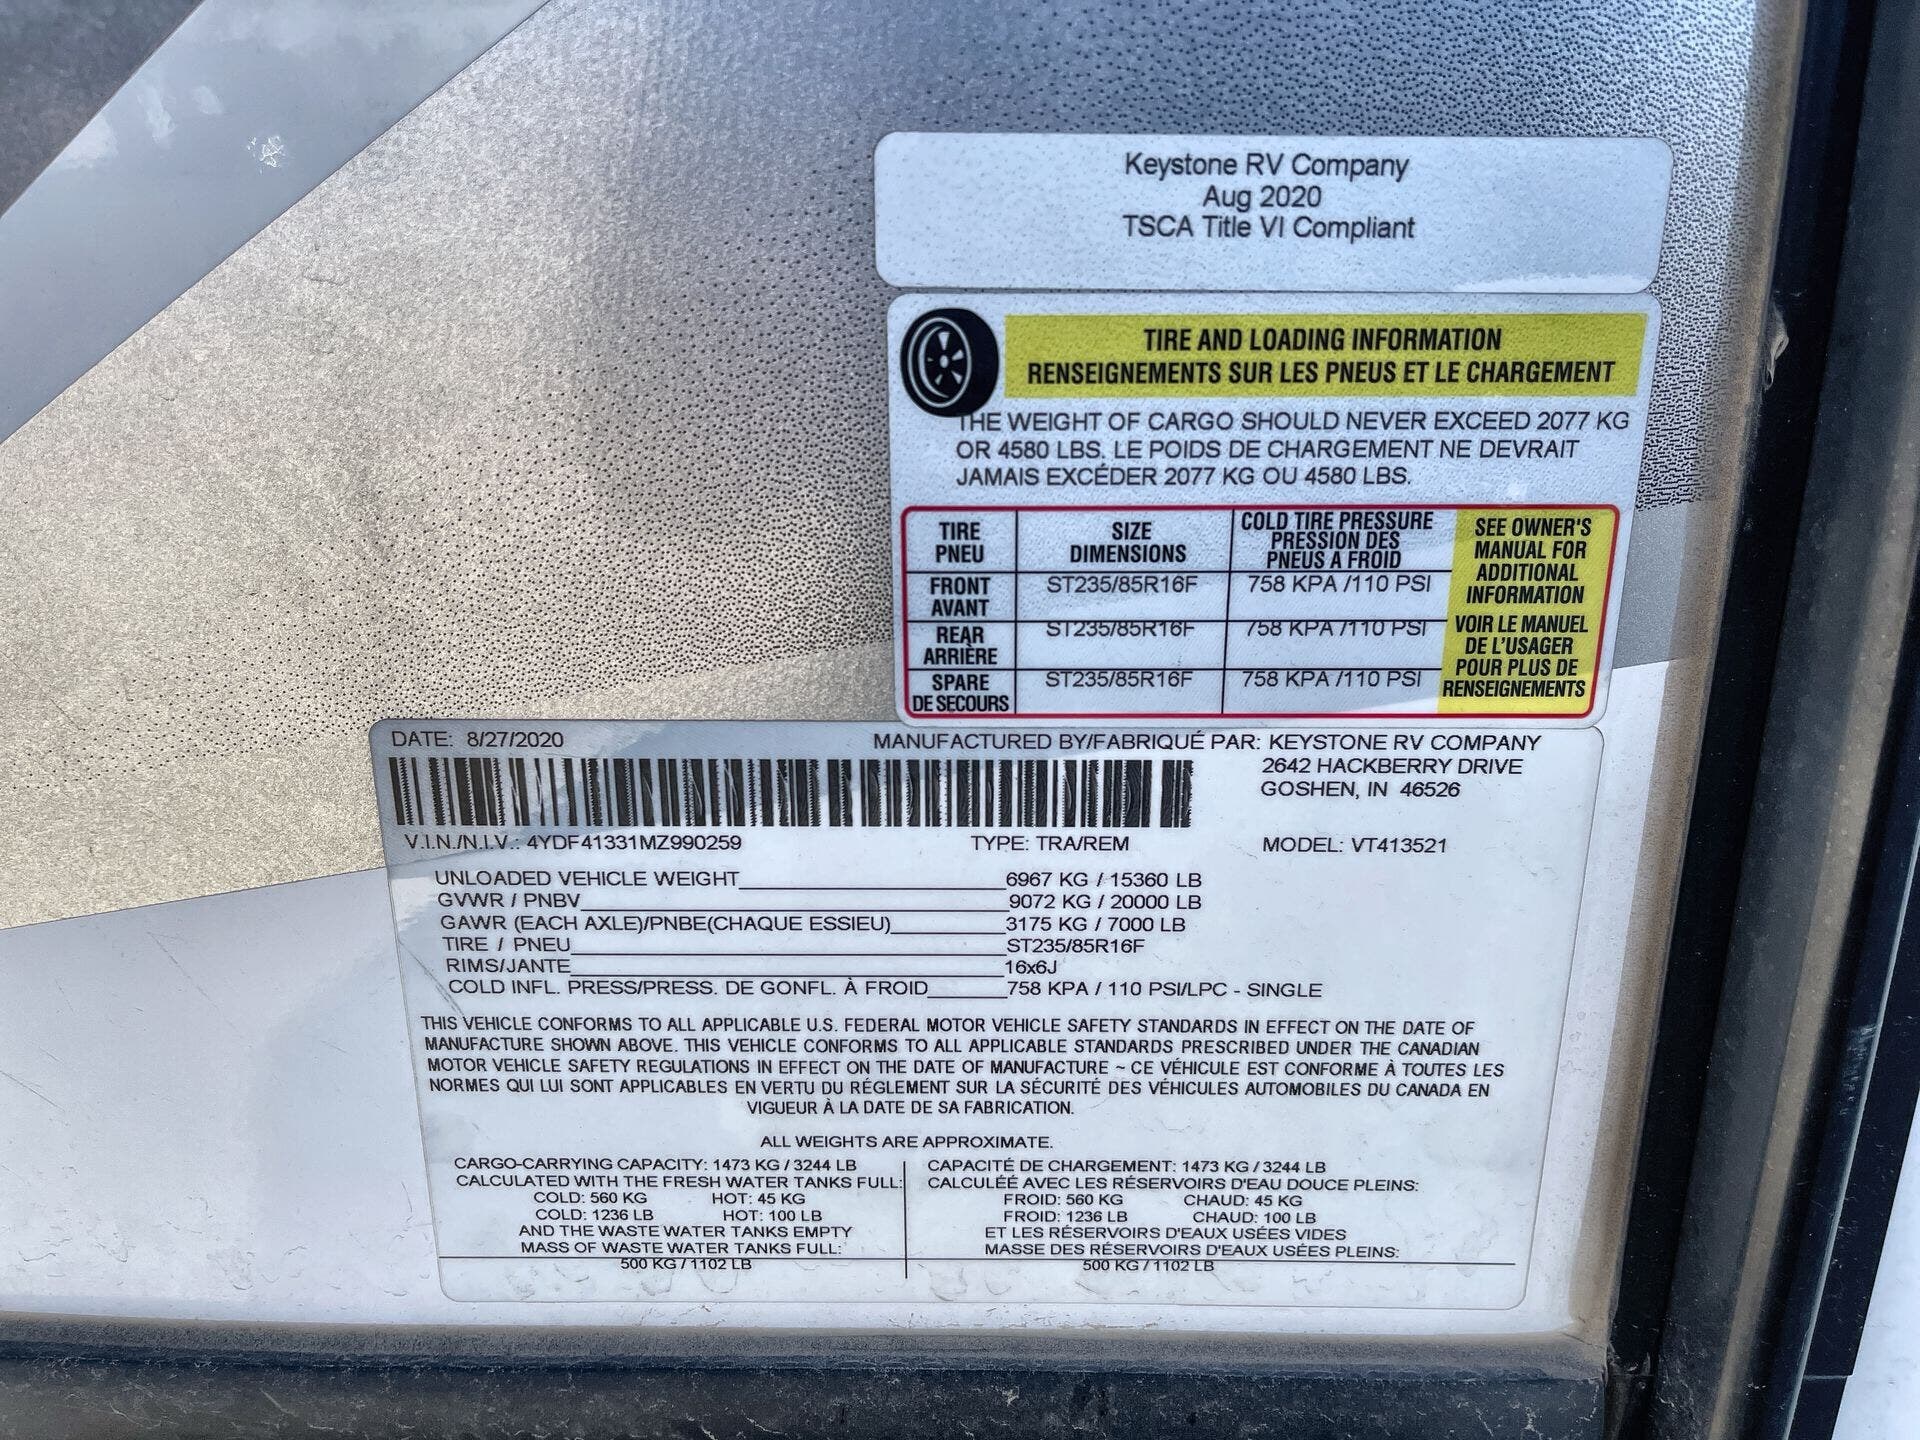 Keystone RV Company
Aug 2020
TSCA Title VI Compliant
TIRE AND LOADING INFORMATION
RENSEIGNEMENTS SUR LES PNEUS ET LE CHARGEMENT
THE WEIGHT OF CARGO SHOULD NEVER EXCEED 2077 KG
OR 4580 LBS. LE POIDS DE CHARGEMENT NE DEVRAIT
JAMAIS EXCÉDER 2077 KG OU 4580 LBS.
TIRE
PNEU
SIZE
DIMENSIONS
COLD TIRE PRESSURE
PRESSION DES
PNEUS A FROID
FRONT
AVANT
ST235/85R16F
758 KPA /110 PSI
REAR
ARRIÈRE
ST235/85R16F
758 KPA /110 PSI
SPARE
DE SECOURS
ST235/85R16F
758 KPA /110 PSI
SEE OWNER'S
MANUAL FOR
ADDITIONAL
INFORMATION
VOIR LE MANUEL
DE L'USAGER
POUR PLUS DE
RENSEIGNEMENTS
DATE: 8/27/2020 MANUFACTURED BY/FABRIQUÉ PAR: KEYSTONE RV COMPANY
2642 HACKBERRY DRIVE
GOSHEN, IN 46526
V.I.N./N.I.V.: 4YDF41331MZ990259 TYPE: TRA/REM MODEL: VT413521
UNLOADED VEHICLE WEIGHT 6967 KG / 15360 LB
GVWR / PNBV 9072 KG / 20000 LB
GAWR (EACH AXLE)/PNBE(CHAQUE ESSIEU) 3175 KG / 7000 LB
TIRE / PNEU ST235/85R16F
RIMS/JANTE 16x6J
COLD INFL. PRESS/PRESS. DE GONFL. À FROID 758 KPA / 110 PSI/LPC - SINGLE
THIS VEHICLE CONFORMS TO ALL APPLICABLE U.S. FEDERAL MOTOR VEHICLE SAFETY STANDARDS IN EFFECT ON THE DATE OF
MANUFACTURE SHOWN ABOVE. THIS VEHICLE CONFORMS TO ALL APPLICABLE STANDARDS PRESCRIBED UNDER THE CANADIAN
MOTOR VEHICLE SAFETY REGULATIONS IN EFFECT ON THE DATE OF MANUFACTURE ~ CE VÉHICULE EST CONFORME À TOUTES LES
NORMES QUI LUI SONT APPLICABLES EN VERTU DU RÉGLEMENT SUR LA SÉCURITÉ DES VÉHICULES AUTOMOBILES DU CANADA EN
VIGUEUR À LA DATE DE SA FABRICATION.
ALL WEIGHTS ARE APPROXIMATE.
CARGO-CARRYING CAPACITY: 1473 KG / 3244 LB
CALCULATED WITH THE FRESH WATER TANKS FULL:
COLD: 560 KG HOT: 45 KG
COLD: 1236 LB HOT: 100 LB
AND THE WASTE WATER TANKS EMPTY
MASS OF WASTE WATER TANKS FULL:
500 KG / 1102 LB
CAPACITÉ DE CHARGEMENT: 1473 KG / 3244 LB
CALCULÉÉ AVEC LES RÉSERVOIRS D'EAU DOUCE PLEINS:
FROID: 560 KG CHAUD: 45 KG
FROID: 1236 LB CHAUD: 100 LB
ET LES RÉSERVOIRS D'EAUX USÉES VIDES
MASSE DES RÉSERVOIRS D'EAUX USÉES PLEINS:
500 KG / 1102 LB